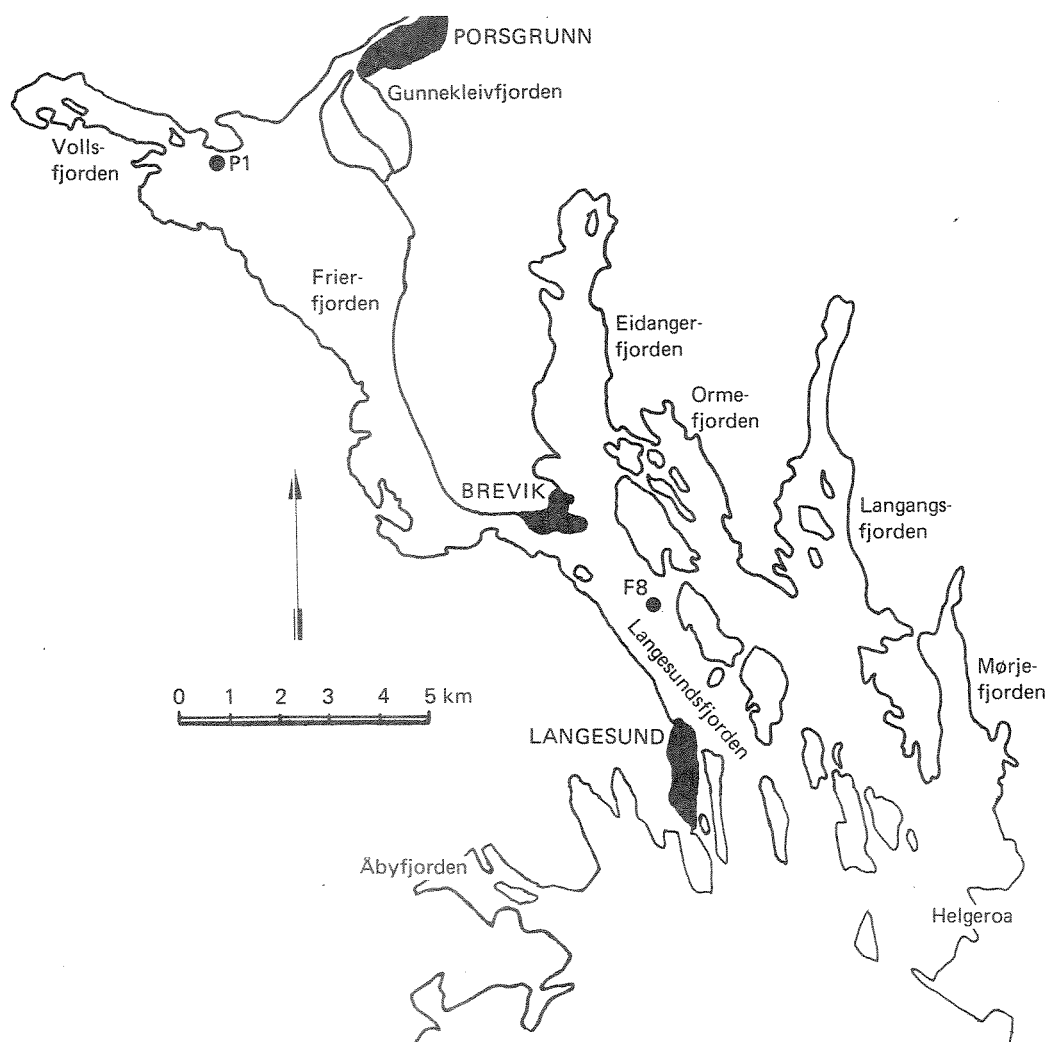 PORSGRUNN
Gunnekleivfjorden
Volls-
fjorden
P1
Frier-
fjorden
Eidanger-
fjorden
Orme-
fjorden
BREVIK
Langangs-
fjorden
F8
Langesundsfjorden
Mørje-
fjorden
0 1 2 3 4 5 km
LANGESUND
Åbyfjorden
Helgeroa